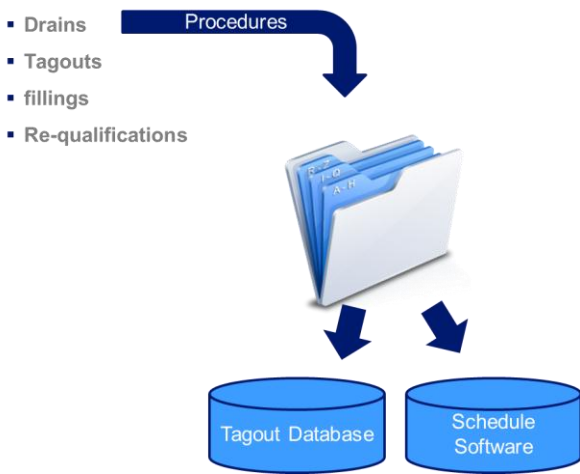 Drains
Procedures
Tagouts
fillings
Re-qualifications
R-Z
A-H
Tagout Database
Schedule
Software